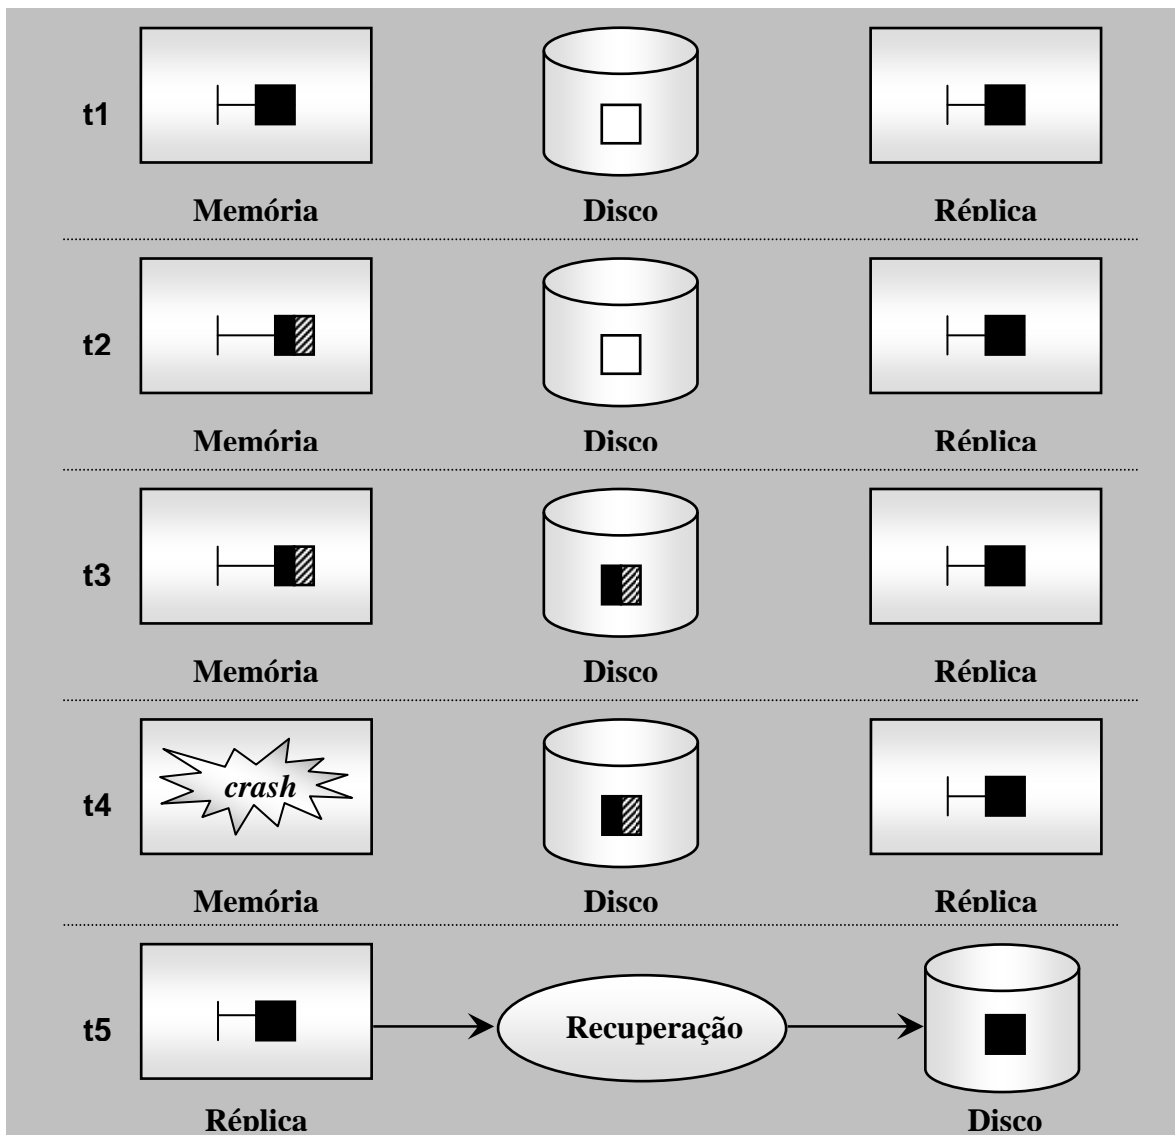 t1
Memória Disco Réplica
t2
Memória Disco Réplica
t3
Memória Disco Réplica
t4
crash
Memória Disco Réplica
t5
Recuperação
Réplica Disco